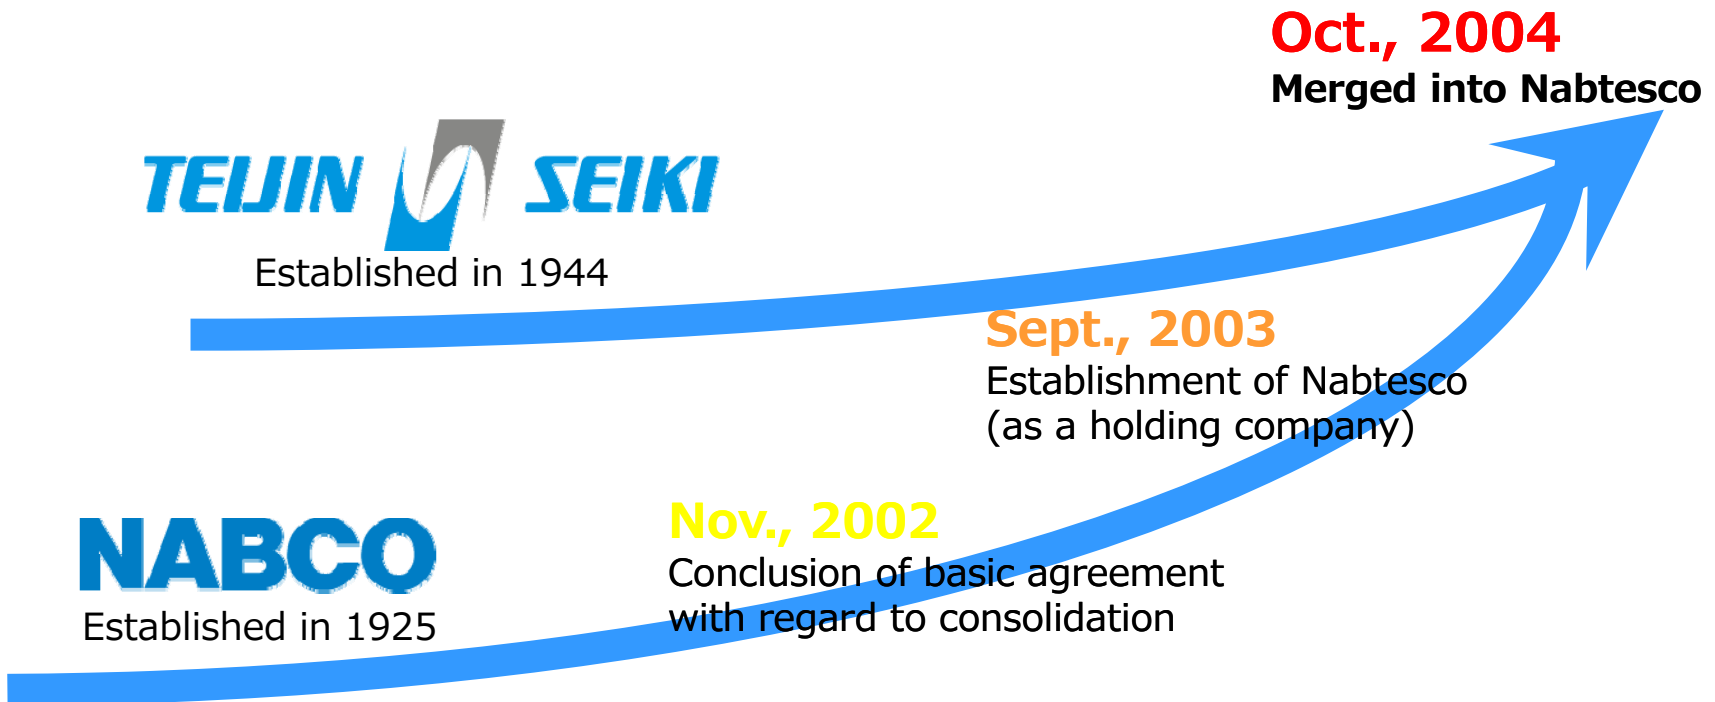 Oct., 2004
Merged into Nabtesco
TEIJIN SEIKI
Established in 1944
Sept., 2003
Establishment of Nabtesco
(as a holding company)
Nov., 2002
Conclusion of basic agreement
with regard to consolidation
NABCO
Established in 1925